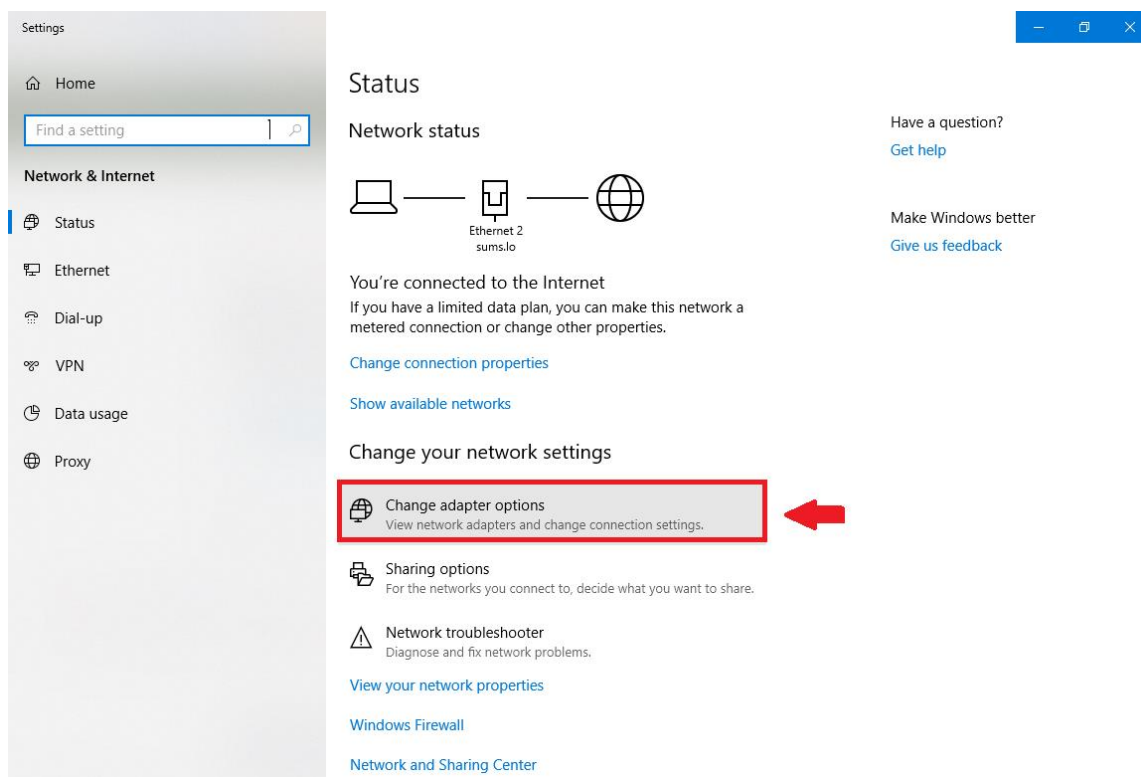 Settings
Home
Find a setting
Network & Internet
Status
Ethernet
Dial-up
VPN
Data usage
Proxy
Status
Network status
Ethernet 2
sums.lo
You're connected to the Internet
If you have a limited data plan, you can make this network a
metered connection or change other properties.
Change connection properties
Show available networks
Change your network settings
Change adapter options
View network adapters and change connection settings.
Sharing options
For the networks you connect to, decide what you want to share.
Network troubleshooter
Diagnose and fix network problems.
View your network properties
Windows Firewall
Network and Sharing Center
Have a question?
Get help
Make Windows better
Give us feedback